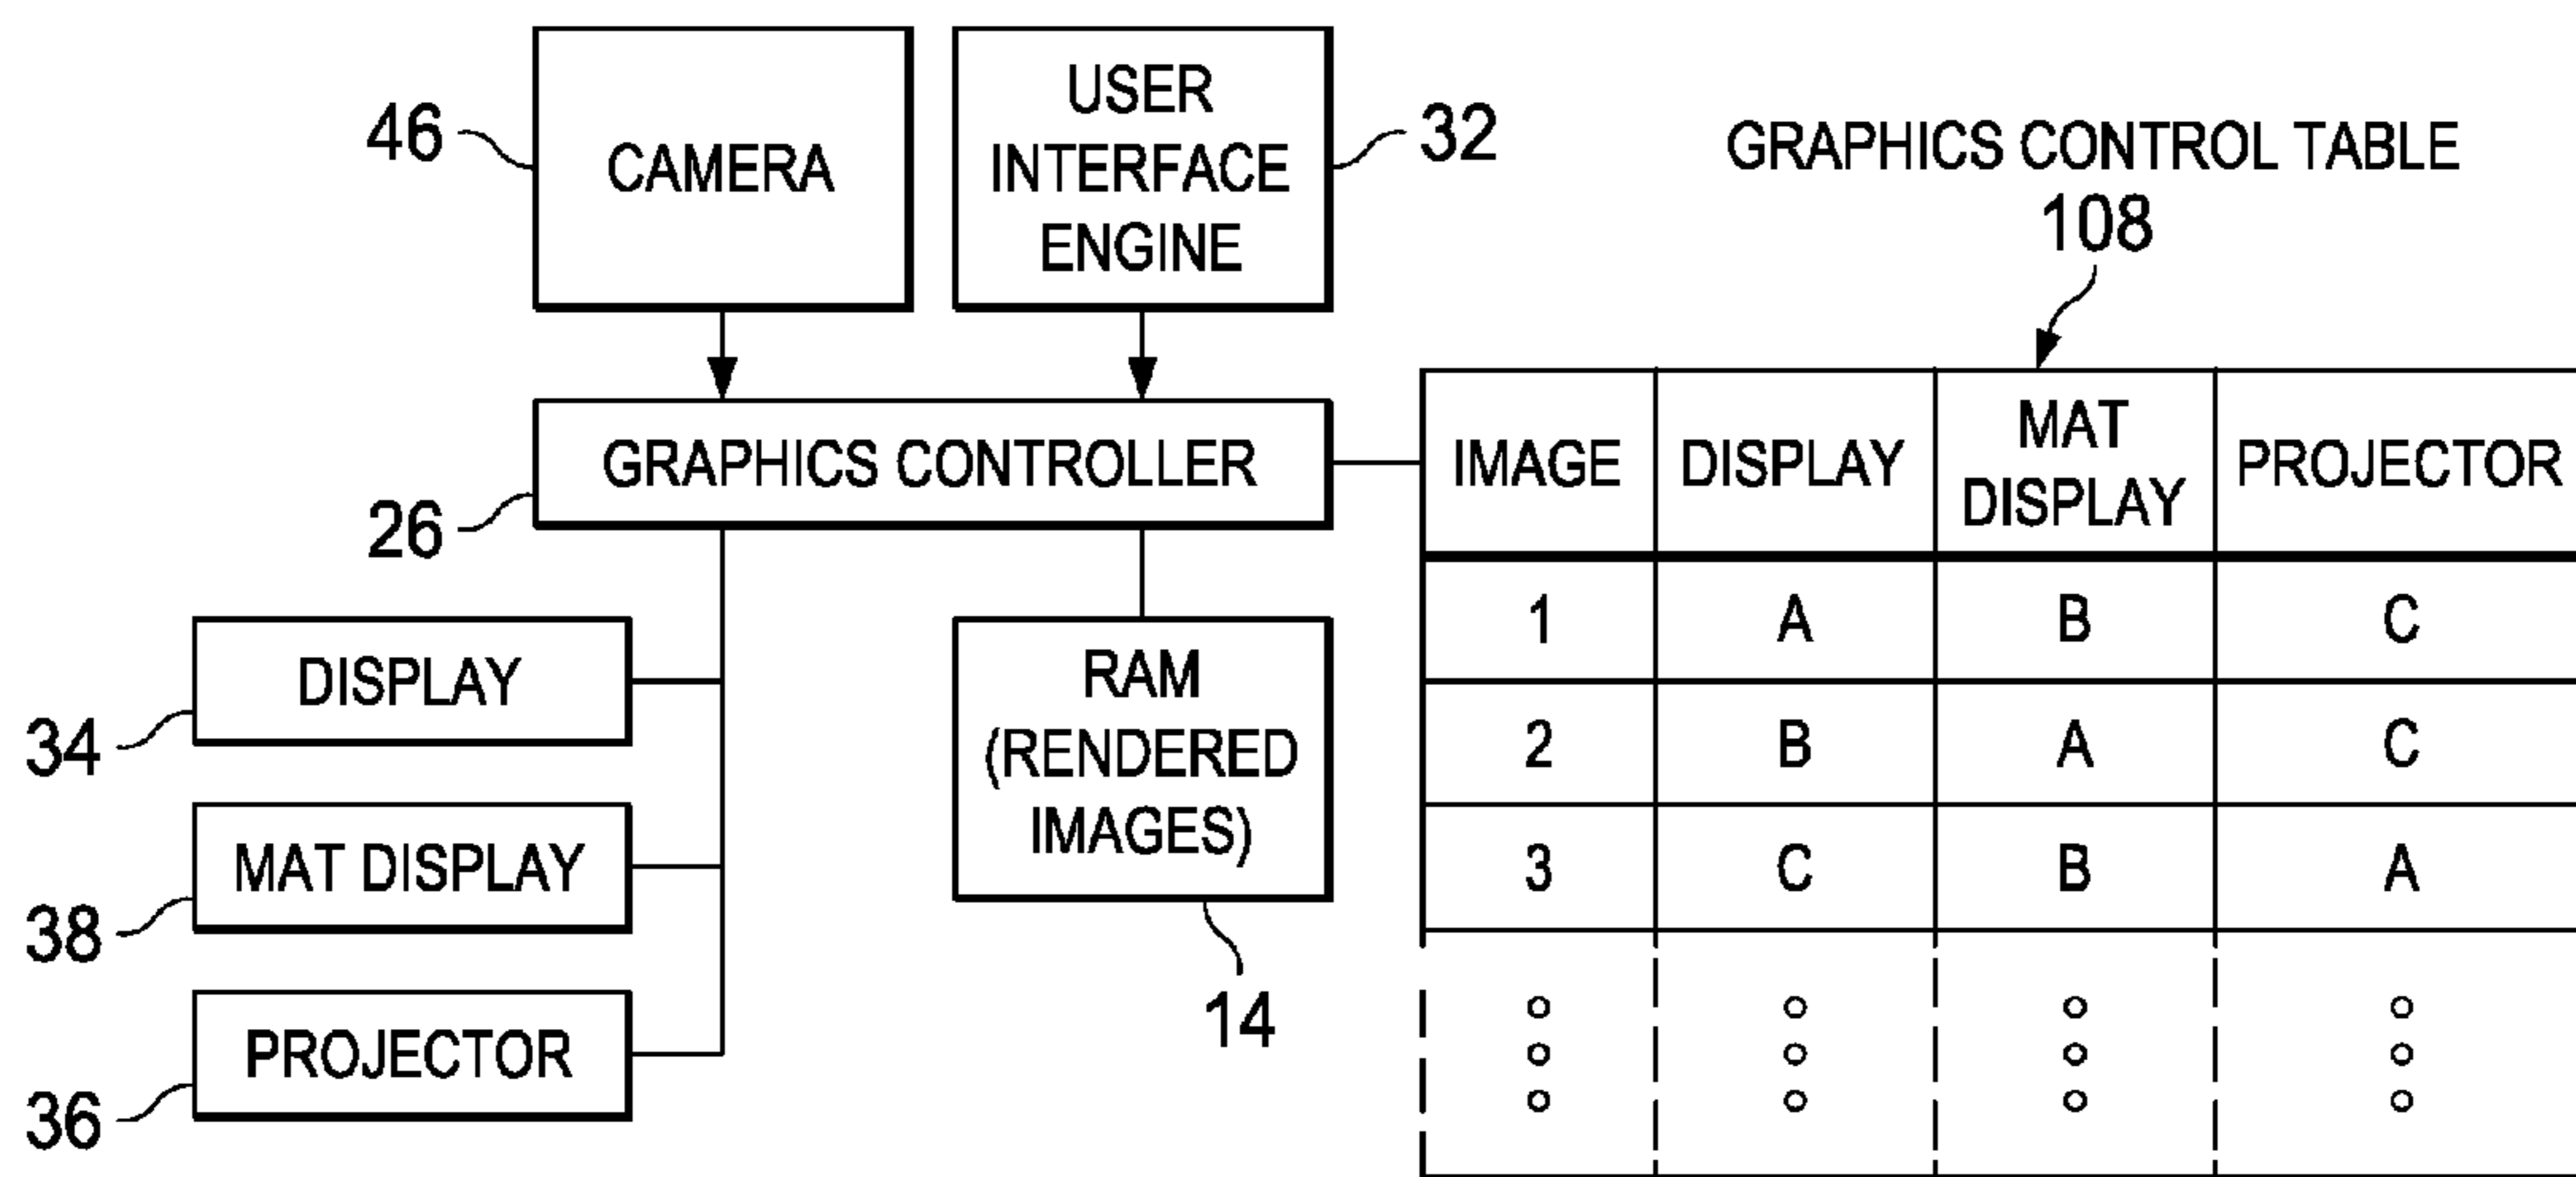 46
CAMERA
USER
INTERFACE
ENGINE
32
GRAPHICS CONTROL TABLE
108
GRAPHICS CONTROLLER
26
IMAGE DISPLAY MAT DISPLAY PROJECTOR
1 A B C
2 B A C
3 C B A
DISPLAY
34
MAT DISPLAY
38
PROJECTOR
36
RAM
(RENDERED
IMAGES)
14